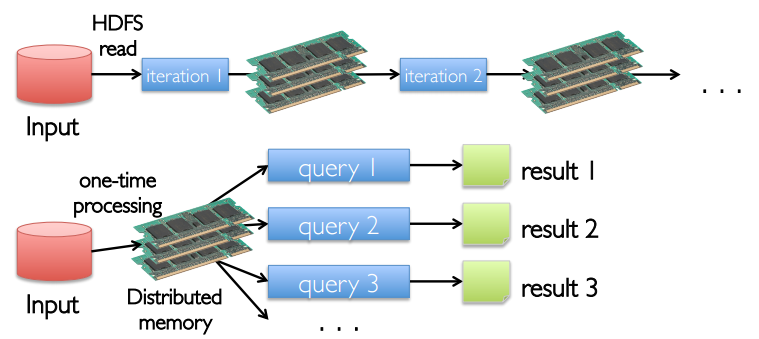 HDFS
read
iteration 1
iteration 2
. . .
Input
one-time
processing
query 1
result 1
query 2
result 2
query 3
result 3
Input
Distributed
memory
. . .